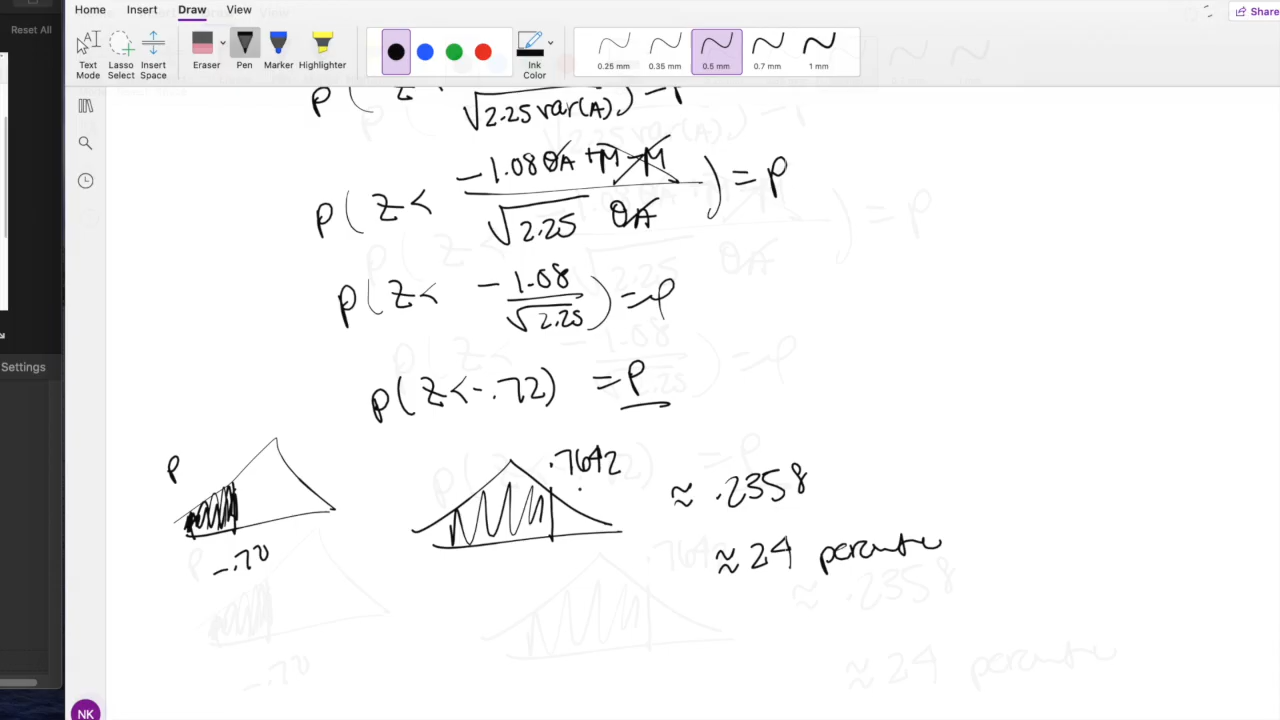 Reset All
Home Insert Draw View
Share
Text Mode
Lasso Select
Insert Space
Eraser
Pen
Marker
Highlighter
Ink Color
0.25 mm
0.35 mm
0.5 mm
0.7 mm
1 mm
Settings
P( Z < / √2.25 var(A) ) = P
P( Z < -1.08 σA + M - M / √2.25 σA ) = P
P( Z < -1.08 / √2.25 ) = P
P( Z < -.72) = P
P
-.72
.7642
≈ .2358
≈ 24 percentile
NK